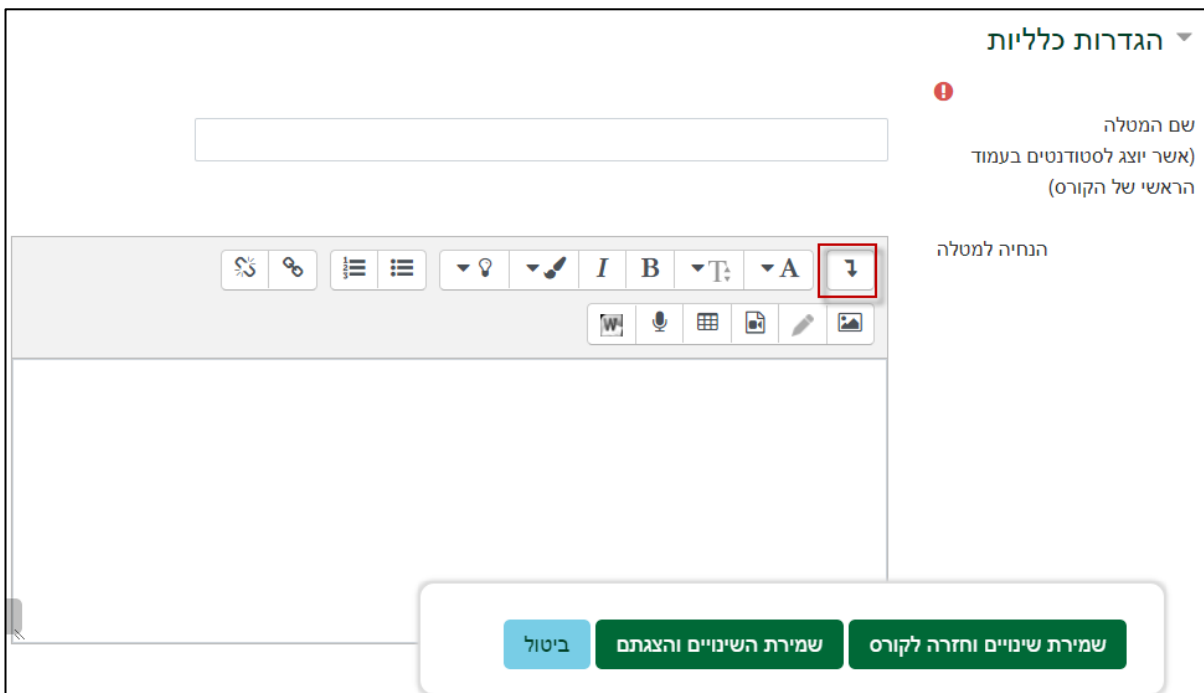 הגדרות כלליות
שם המטלה
(אשר יוצג לסטודנטים בעמוד
הראשי של הקורס)
הנחיה למטלה
A T B I
W
שמירת שינויים וחזרה לקורס
שמירת השינויים והצגתם
ביטול